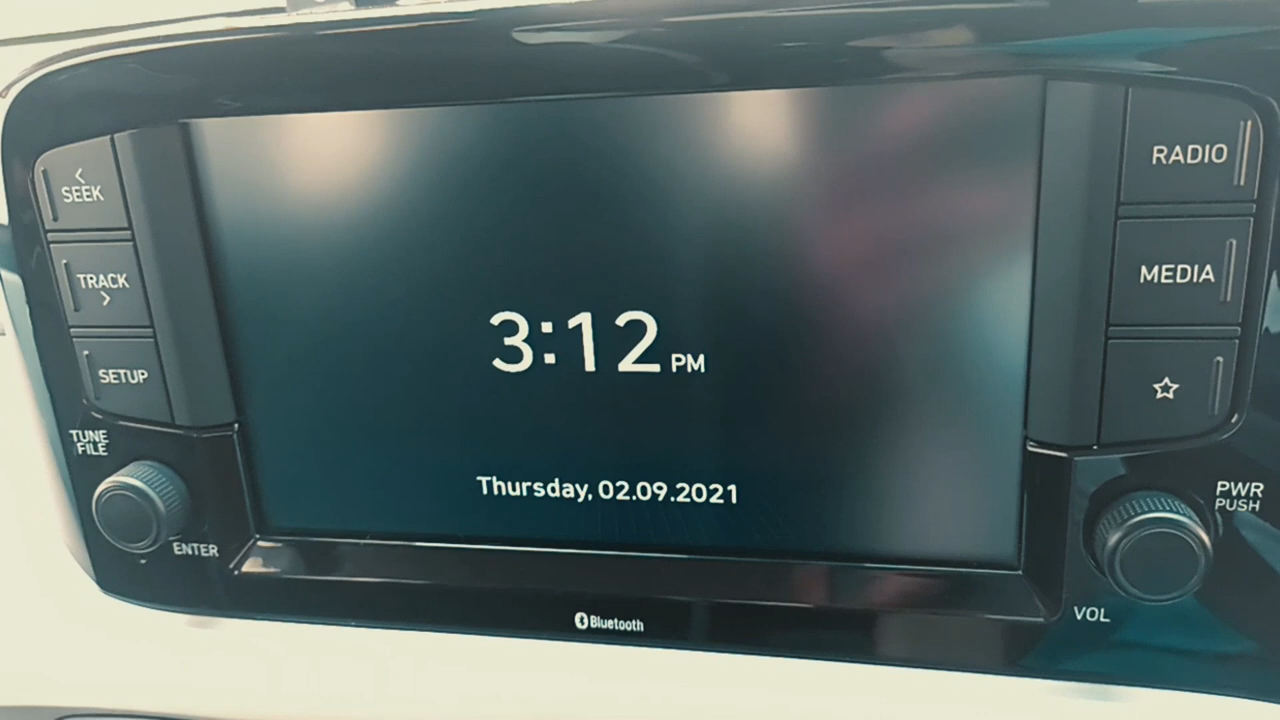 <
SEEK
TRACK
>
SETUP
TUNE
FILE
ENTER
3:12 PM
Thursday, 02.09.2021
Bluetooth
RADIO
MEDIA
PWR
PUSH
VOL